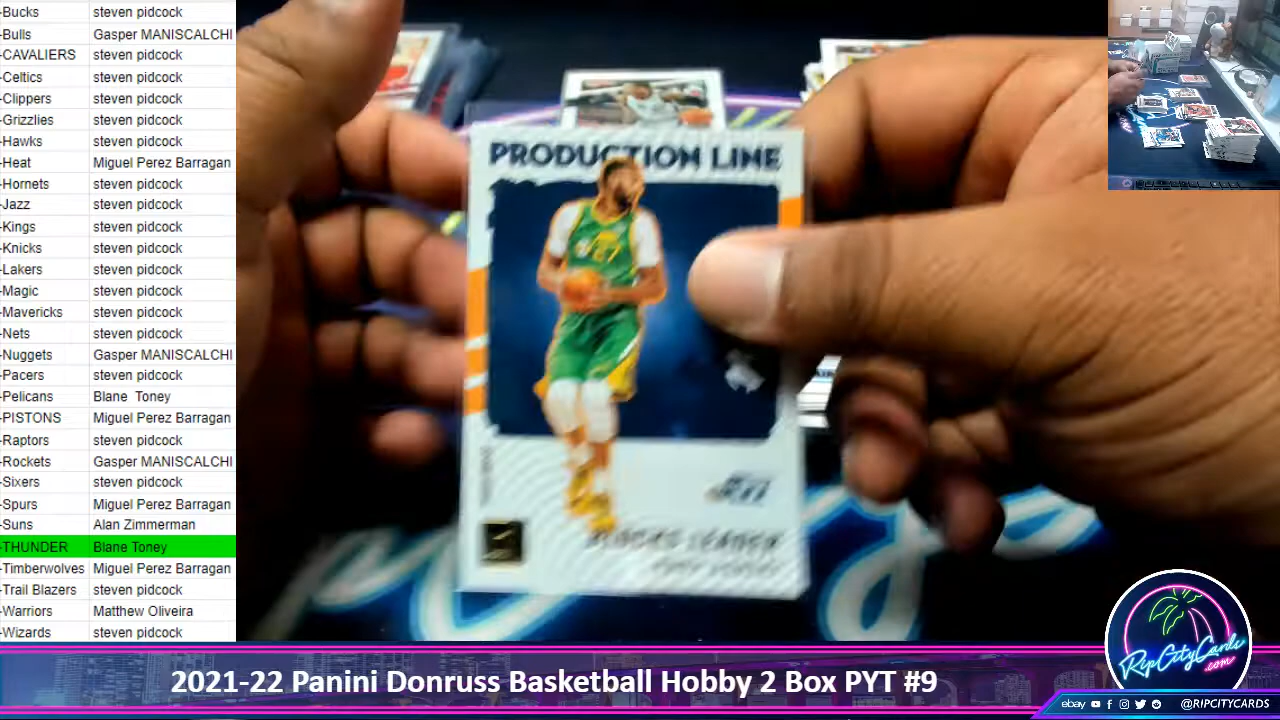 -Bucks steven pidcock
-Bulls Gasper MANISCALCHI
-CAVALIERS steven pidcock
-Celtics steven pidcock
-Clippers steven pidcock
-Grizzlies steven pidcock
-Hawks steven pidcock
-Heat Miguel Perez Barragan
-Hornets steven pidcock
-Jazz steven pidcock
-Kings steven pidcock
-Knicks steven pidcock
-Lakers steven pidcock
-Magic steven pidcock
-Mavericks steven pidcock
-Nets steven pidcock
-Nuggets Gasper MANISCALCHI
-Pacers steven pidcock
-Pelicans Blane Toney
-PISTONS Miguel Perez Barragan
-Raptors steven pidcock
-Rockets Gasper MANISCALCHI
-Sixers steven pidcock
-Spurs Miguel Perez Barragan
-Suns Alan Zimmerman
-THUNDER Blane Toney
-Timberwolves Miguel Perez Barragan
-Trail Blazers steven pidcock
-Warriors Matthew Oliveira
-Wizards steven pidcock
PRODUCTION LINE
27
RipCityCards
.com
2021-22 Panini Donruss Basketball Hobby 2 Box PYT #9
ebay @RIPCITYCARDS